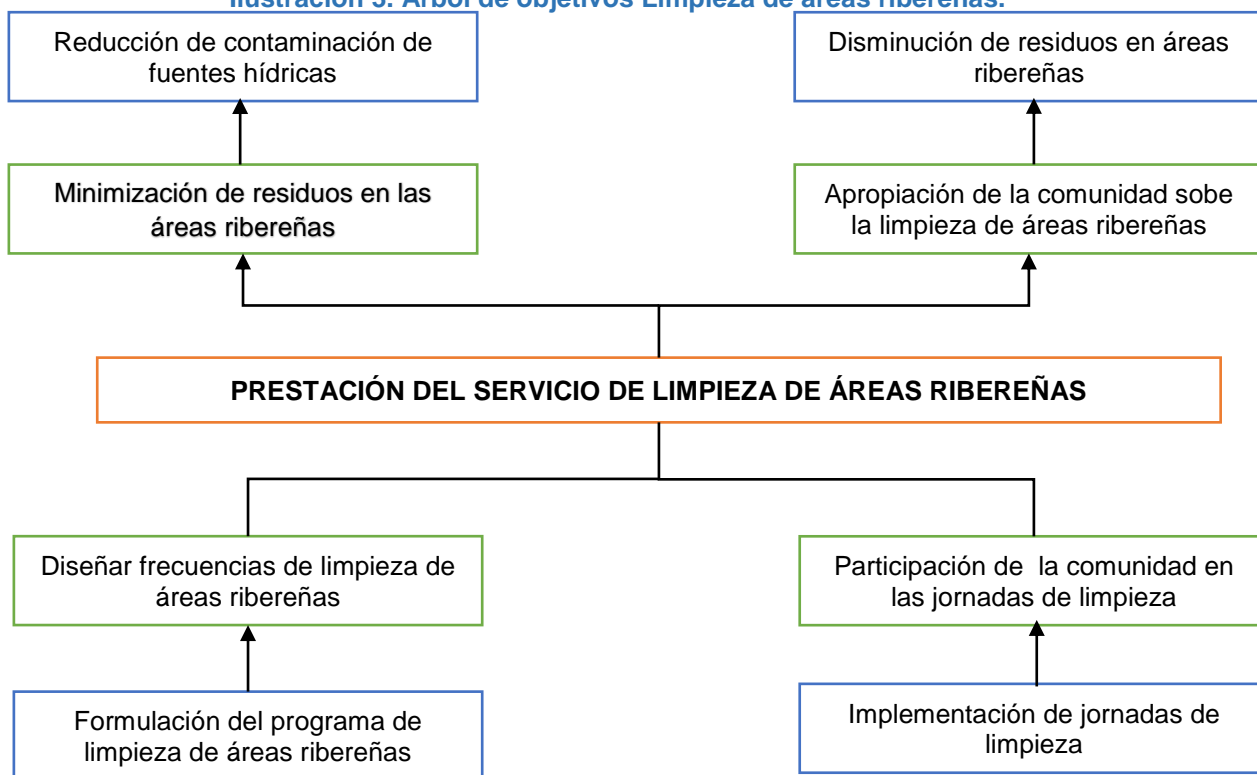 Ilustración 5. Árbol de objetivos Limpieza de áreas ribereñas.
Reducción de contaminación de
fuentes hídricas
Disminución de residuos en áreas
ribereñas
Minimización de residuos en las
áreas ribereñas
Apropiación de la comunidad sobe
la limpieza de áreas ribereñas
PRESTACIÓN DEL SERVICIO DE LIMPIEZA DE ÁREAS RIBEREÑAS
Diseñar frecuencias de limpieza de
áreas ribereñas
Participación de  la comunidad en
las jornadas de limpieza
Formulación del programa de
limpieza de áreas ribereñas
Implementación de jornadas de
limpieza